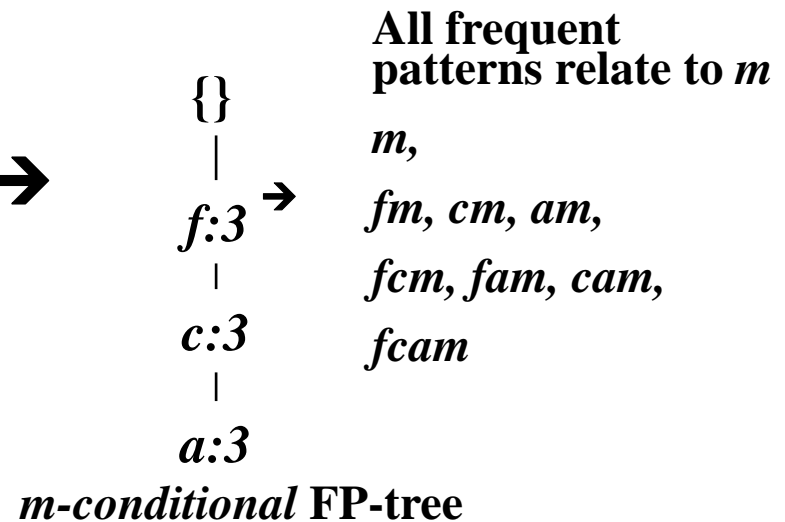 All frequent
patterns relate to m
{}
m,
f:3
fm, cm, am,
fcm, fam, cam,
c:3
fcam
a:3
m-conditional FP-tree